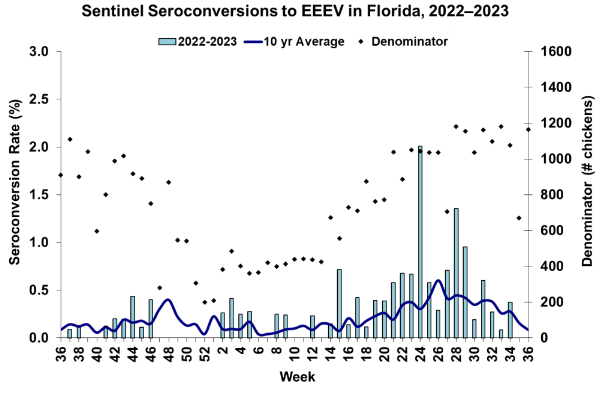 Sentinel Seroconversions to EEEV in Florida, 2022–2023
2022-2023 10 yr Average Denominator
Seroconversion Rate (%)
3.0
2.5
2.0
1.5
1.0
0.5
0.0
1600
1400
1200
1000
800
600
400
200
0
Denominator (# chickens)
36 38 40 42 44 46 48 50 52 2 4 6 8 10 12 14 16 18 20 22 24 26 28 30 32 34 36
Week